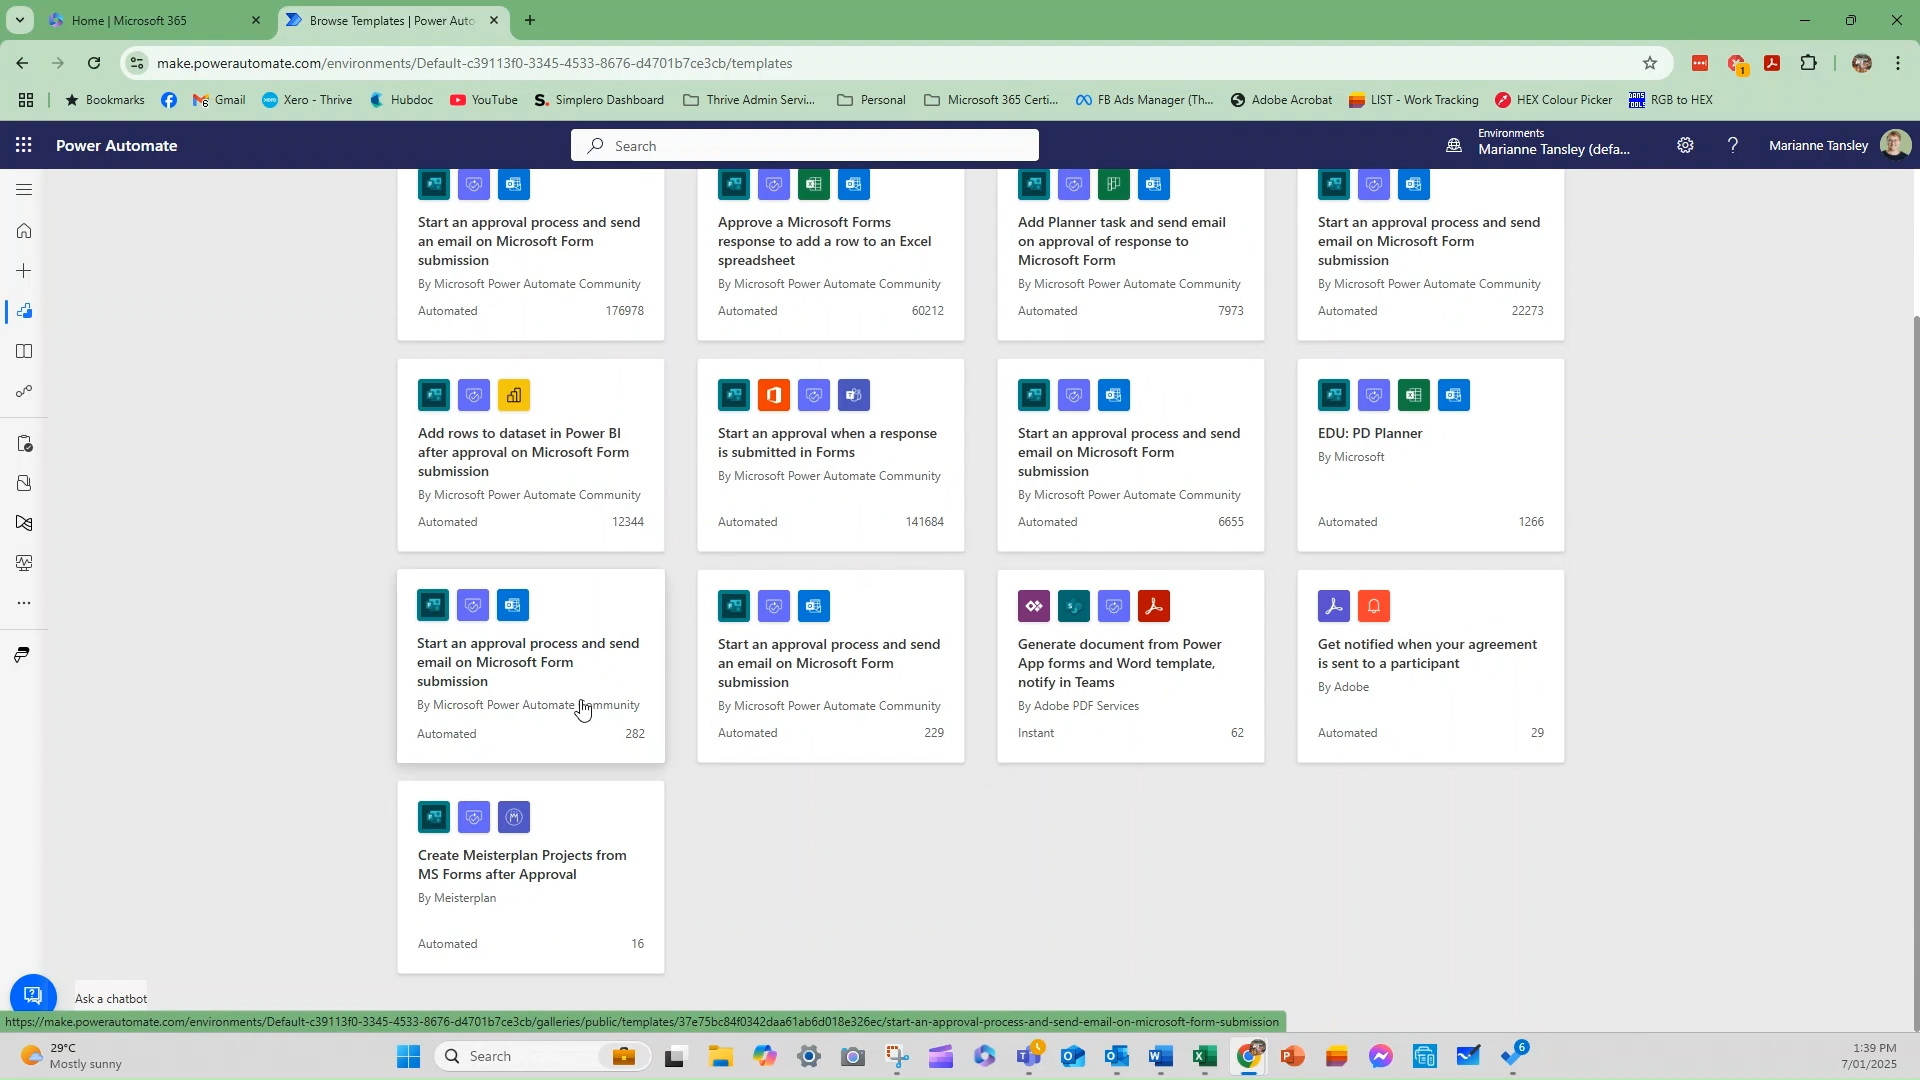 Home | Microsoft 365
Browse Templates | Power Auto
make.powerautomate.com/environments/Default-c39113f0-3345-4533-8676-d4701b7ce3cb/templates
1
Bookmarks
Gmail
Xero - Thrive
Hubdoc
YouTube
Simplero Dashboard
Thrive Admin Servi...
Personal
Microsoft 365 Certi...
FB Ads Manager (Th...
Adobe Acrobat
LIST - Work Tracking
HEX Colour Picker
RGB to HEX
Power Automate
Search
Environments
Marianne Tansley (defa...
Marianne Tansley
Start an approval process and send
an email on Microsoft Form
submission
By Microsoft Power Automate Community
Automated 176978
Approve a Microsoft Forms
response to add a row to an Excel
spreadsheet
By Microsoft Power Automate Community
Automated 60212
Add Planner task and send email
on approval of response to
Microsoft Form
By Microsoft Power Automate Community
Automated 7973
Start an approval process and send
email on Microsoft Form
submission
By Microsoft Power Automate Community
Automated 22273
Add rows to dataset in Power BI
after approval on Microsoft Form
submission
By Microsoft Power Automate Community
Automated 12344
Start an approval when a response
is submitted in Forms
By Microsoft Power Automate Community
Automated 141684
Start an approval process and send
email on Microsoft Form
submission
By Microsoft Power Automate Community
Automated 6655
EDU: PD Planner
By Microsoft
Automated 1266
Start an approval process and send
email on Microsoft Form
submission
By Microsoft Power Automate Community
Automated 282
Start an approval process and send
an email on Microsoft Form
submission
By Microsoft Power Automate Community
Automated 229
Generate document from Power
App forms and Word template,
notify in Teams
By Adobe PDF Services
Instant 62
Get notified when your agreement
is sent to a participant
By Adobe
Automated 29
Create Meisterplan Projects from
MS Forms after Approval
By Meisterplan
Automated 16
Ask a chatbot
https://make.powerautomate.com/environments/Default-c39113f0-3345-4533-8676-d4701b7ce3cb/galleries/public/templates/37e75bc84f0342daa61ab6d018e326ec/start-an-approval-process-and-send-email-on-microsoft-form-submission
29°C
Mostly sunny
Search
6
1:39 PM
7/01/2025